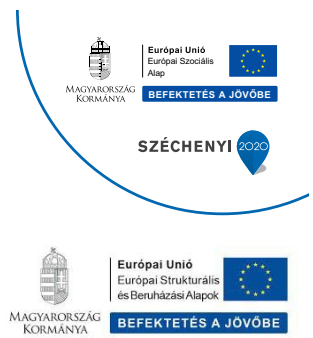 Európai Unió
Európai Szociális
Alap
MAGYARORSZÁG
KORMÁNYA
BEFEKTETÉS A JÖVŐBE
SZÉCHENYI 2020
Európai Unió
Európai Strukturális
és Beruházási Alapok
MAGYARORSZÁG
KORMÁNYA
BEFEKTETÉS A JÖVŐBE